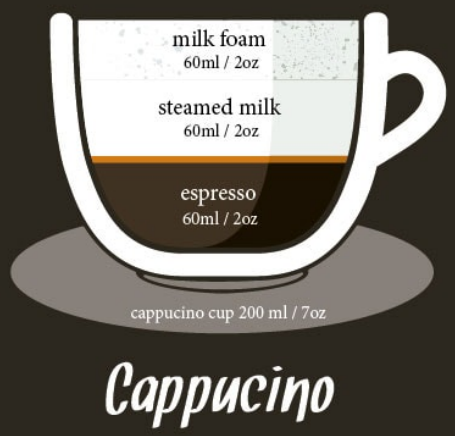 milk foam
60ml / 2oz
steamed milk
60ml / 2oz
espresso
60ml / 2oz
cappucino cup 200 ml / 7oz
Cappucino